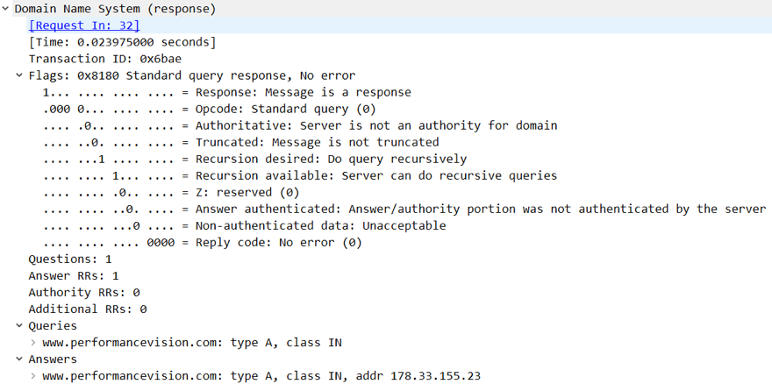 Domain Name System (response)
[Request In: 32]
[Time: 0.023975000 seconds]
Transaction ID: 0x6bae
Flags: 0x8180 Standard query response, No error
1... .... .... .... = Response: Message is a response
.000 0... .... .... = Opcode: Standard query (0)
.... .0.. .... .... = Authoritative: Server is not an authority for domain
.... ..0. .... .... = Truncated: Message is not truncated
.... ...1 .... .... = Recursion desired: Do query recursively
.... .... 1... .... = Recursion available: Server can do recursive queries
.... .... .0.. .... = Z: reserved (0)
.... .... ..0. .... = Answer authenticated: Answer/authority portion was not authenticated by the server
.... .... ...0 .... = Non-authenticated data: Unacceptable
.... .... .... 0000 = Reply code: No error (0)
Questions: 1
Answer RRs: 1
Authority RRs: 0
Additional RRs: 0
Queries
www.performancevision.com: type A, class IN
Answers
www.performancevision.com: type A, class IN, addr 178.33.155.23